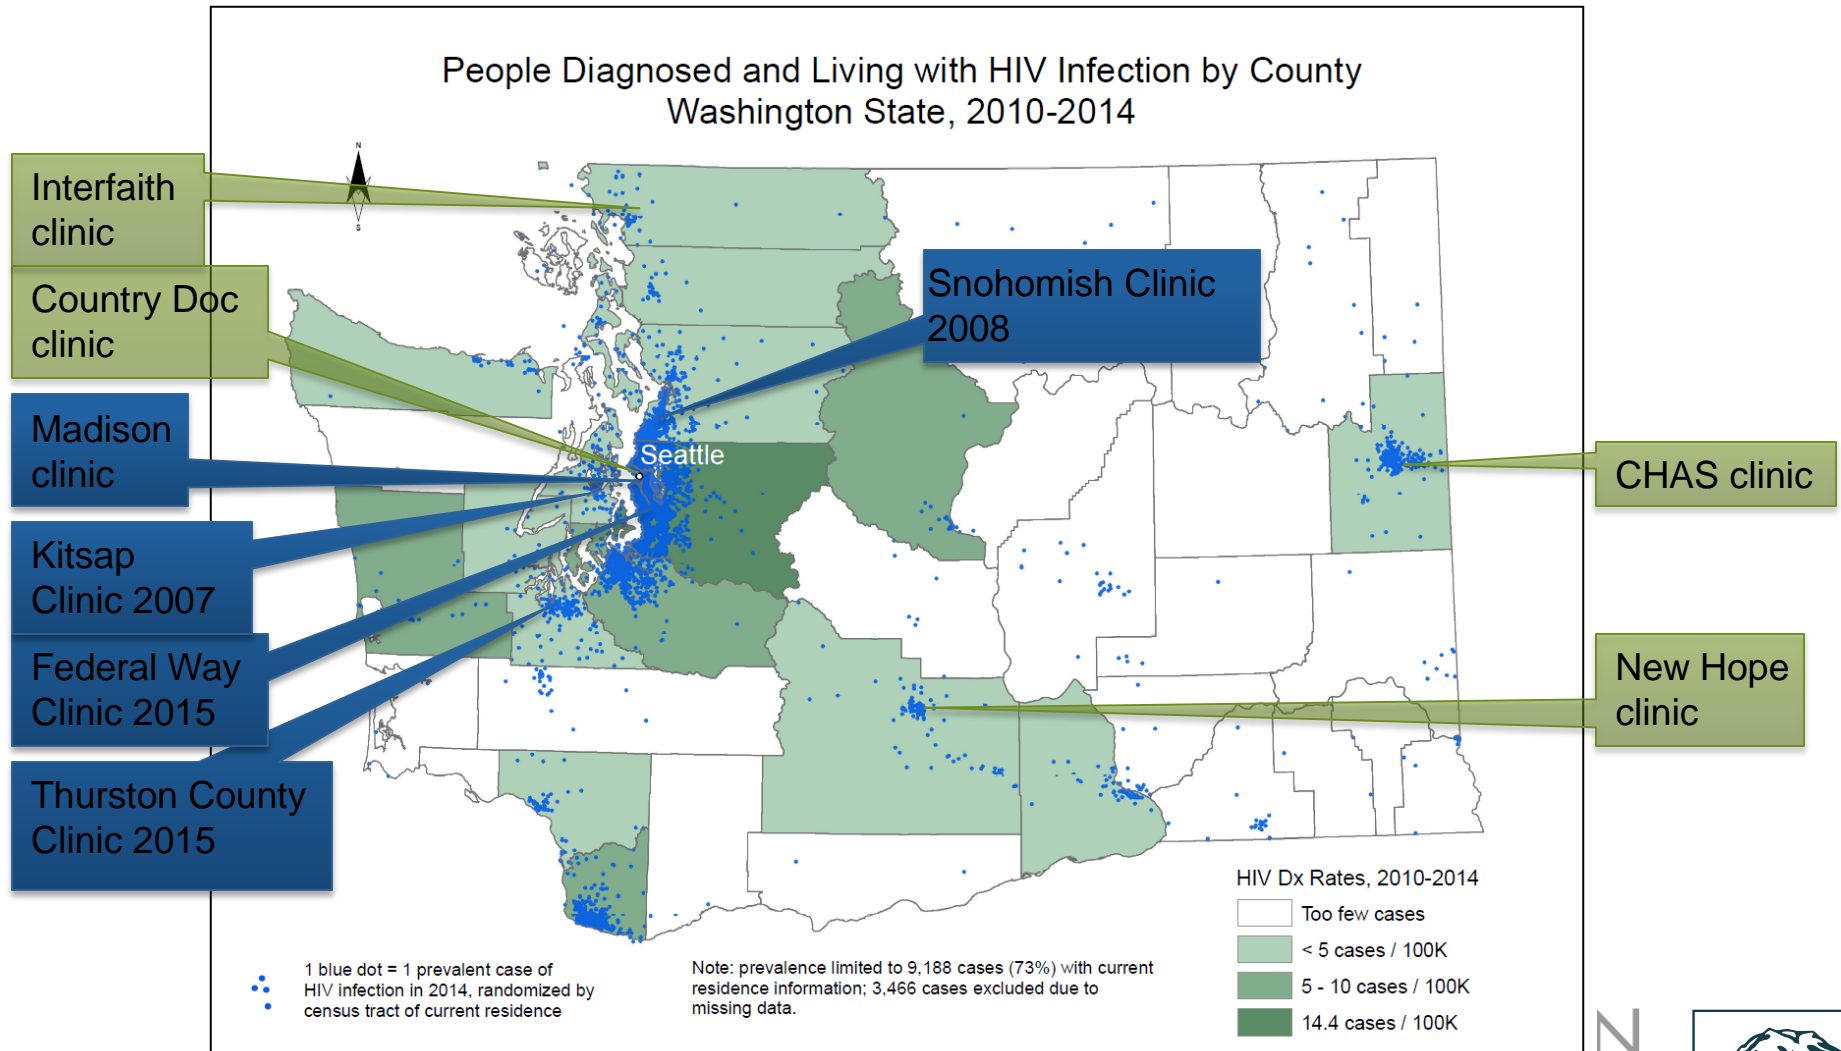 People Diagnosed and Living with HIV Infection by County
Washington State, 2010-2014
N
S
Interfaith
clinic
Country Doc
clinic
Madison
clinic
Kitsap
Clinic 2007
Federal Way
Clinic 2015
Thurston County
Clinic 2015
Snohomish Clinic
2008
Seattle
CHAS clinic
New Hope
clinic
HIV Dx Rates, 2010-2014
Too few cases
< 5 cases / 100K
5 - 10 cases / 100K
14.4 cases / 100K
1 blue dot = 1 prevalent case of
HIV infection in 2014, randomized by
census tract of current residence
Note: prevalence limited to 9,188 cases (73%) with current
residence information; 3,466 cases excluded due to
missing data.
N